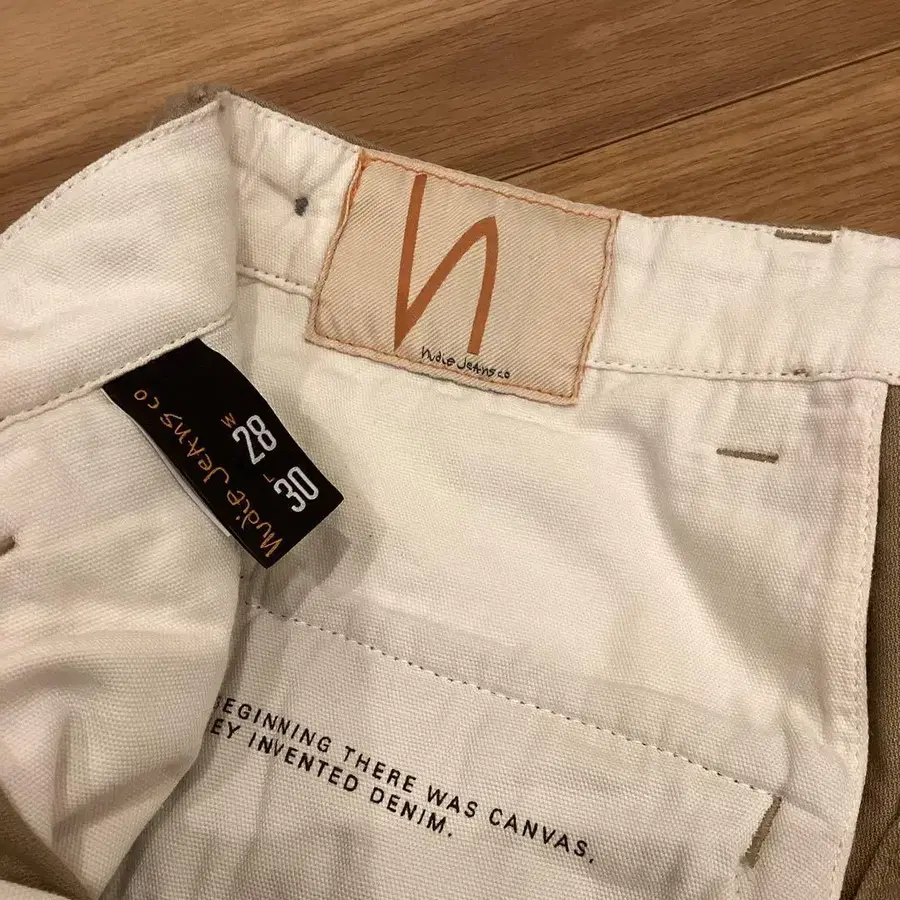 nudie Jeans co
nudie Jeans co
W 28
L 30
BEGINNING THERE WAS CANVAS,
EY INVENTED DENIM.